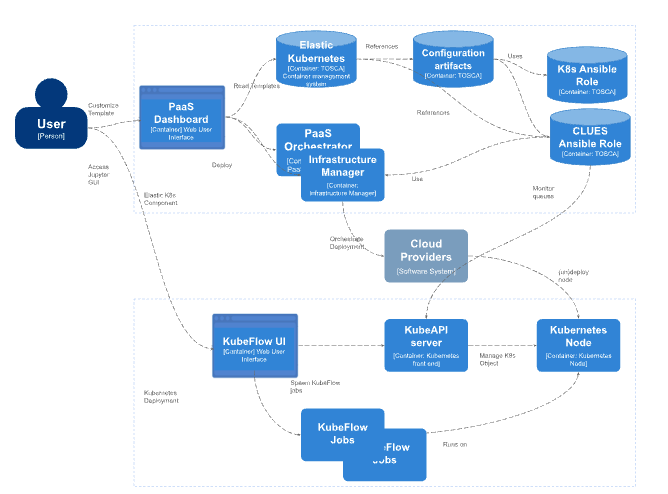 Elastic
Kubernetes
[Container: TOSCA]
Container management
system
References
Configuration
artifacts
[Container: TOSCA]
Uses
K8s Ansible
Role
[Container: TOSCA]
User
[Person]
Customize
Template
PaaS
Dashboard
[Container] Web User
Interface
Read Templates
References
CLUES
Ansible Role
[Container: TOSCA]
PaaS
Orchestrator
Deploy
Infrastructure
Manager
[Container:
Infrastructure Manager]
Use
Access
Jupyter
GUI
Elastic K8s
Component
Monitor
queues
Orchestrate
Deployment
Cloud
Providers
[Software System]
(un)deploy
node
KubeFlow UI
[Container] Web User
Interface
KubeAPI
server
[Container: Kubernetes
front end]
Manage K8s
Object
Kubernetes
Node
[Container: Kubernetes
Node]
Kubernetes
Deployment
Spawn KubeFlow
jobs
KubeFlow
Jobs
Runs on